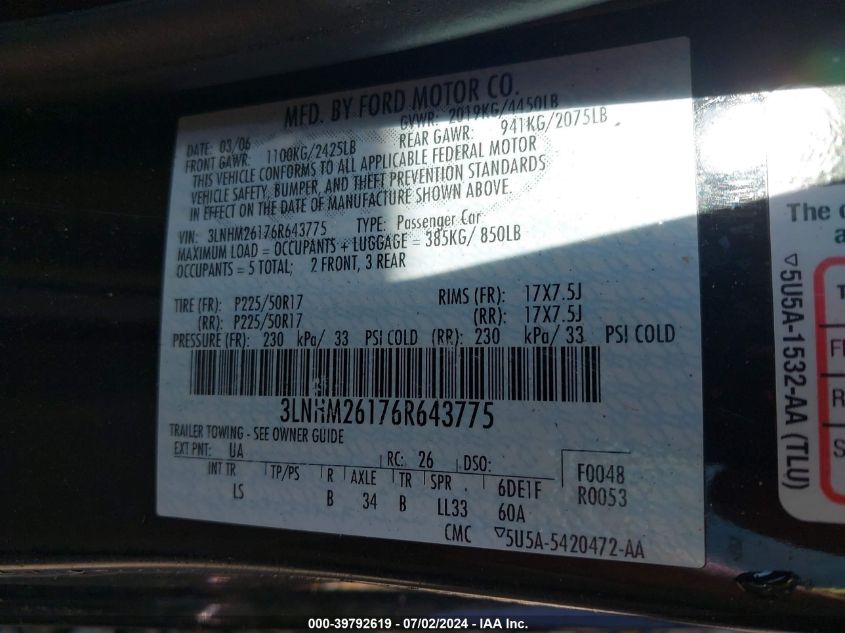 MFD. BY FORD MOTOR CO.
DATE: 03/06 GVWR: 2019KG/4450LB
FRONT GAWR: 1100KG/2425LB REAR GAWR: 941KG/2075LB
THIS VEHICLE CONFORMS TO ALL APPLICABLE FEDERAL MOTOR
VEHICLE SAFETY, BUMPER, AND THEFT PREVENTION STANDARDS
IN EFFECT ON THE DATE OF MANUFACTURE SHOWN ABOVE.
VIN: 3LNHM26176R643775 TYPE: Passenger Car
MAXIMUM LOAD = OCCUPANTS + LUGGAGE = 385KG/ 850LB
OCCUPANTS = 5 TOTAL; 2 FRONT, 3 REAR
TIRE (FR): P225/50R17 RIMS (FR): 17X7.5J
(RR): P225/50R17 (RR): 17X7.5J
PRESSURE (FR): 230 kPa/ 33 PSI COLD (RR): 230 kPa/ 33 PSI COLD
3LNHM26176R643775
TRAILER TOWING - SEE OWNER GUIDE
EXT PNT: UA RC: 26 DSO: F0048
INT TR TP/PS R AXLE TR SPR 6DE1F R0053
LS B 34 B LL33 60A
CMC ▽5U5A-5420472-AA
▽5U5A-1532-AA (TLU)
The
000-39792619 - 07/02/2024 - IAA Inc.